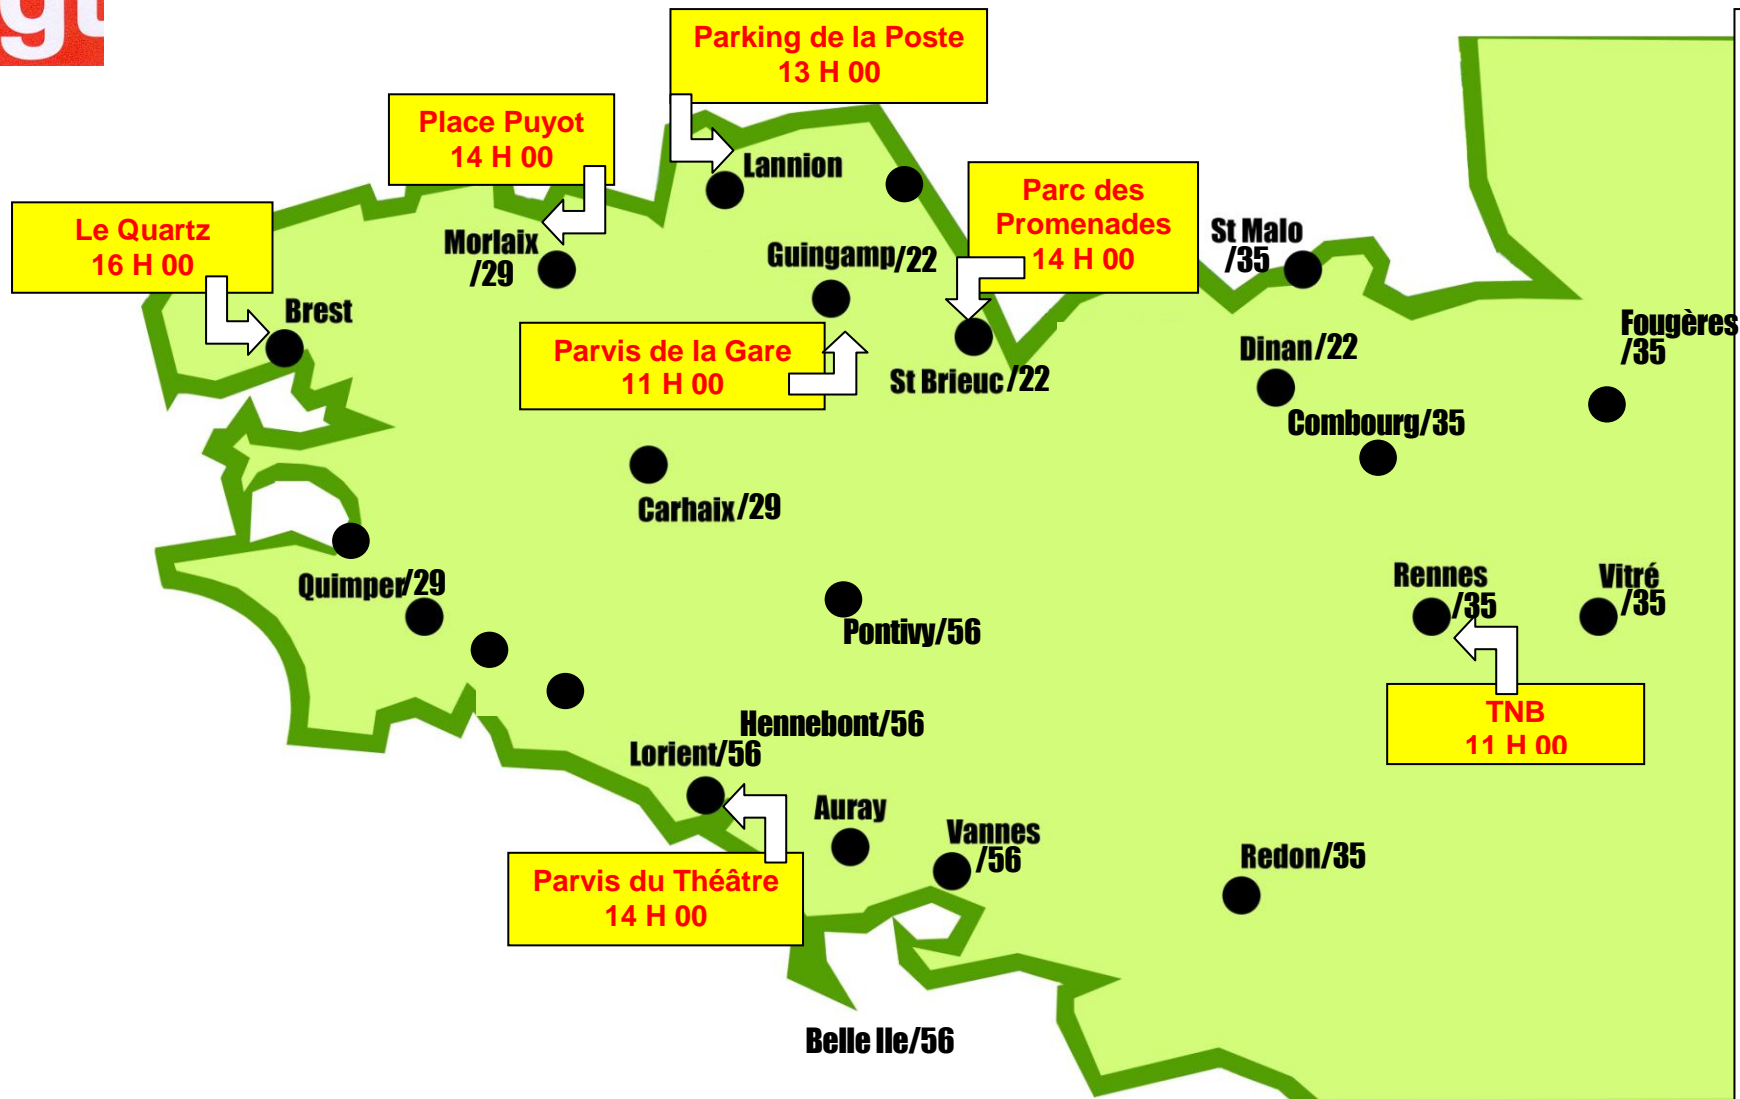 gt
Parking de la Poste
13 H 00
Place Puyot
14 H 00
Lannion
Parc des
Promenades
14 H 00
Le Quartz
16 H 00
Morlaix
/29
Guingamp/22
St Malo
/35
Brest
Fougères
/35
Parvis de la Gare
11 H 00
Dinan/22
St Brieuc/22
Combourg/35
Carhaix/29
Quimper/29
Rennes
/35
Vitré
/35
Pontivy/56
TNB
11 H 00
Hennebont/56
Lorient/56
Auray
Vannes
/56
Redon/35
Parvis du Théâtre
14 H 00
Belle Ile/56